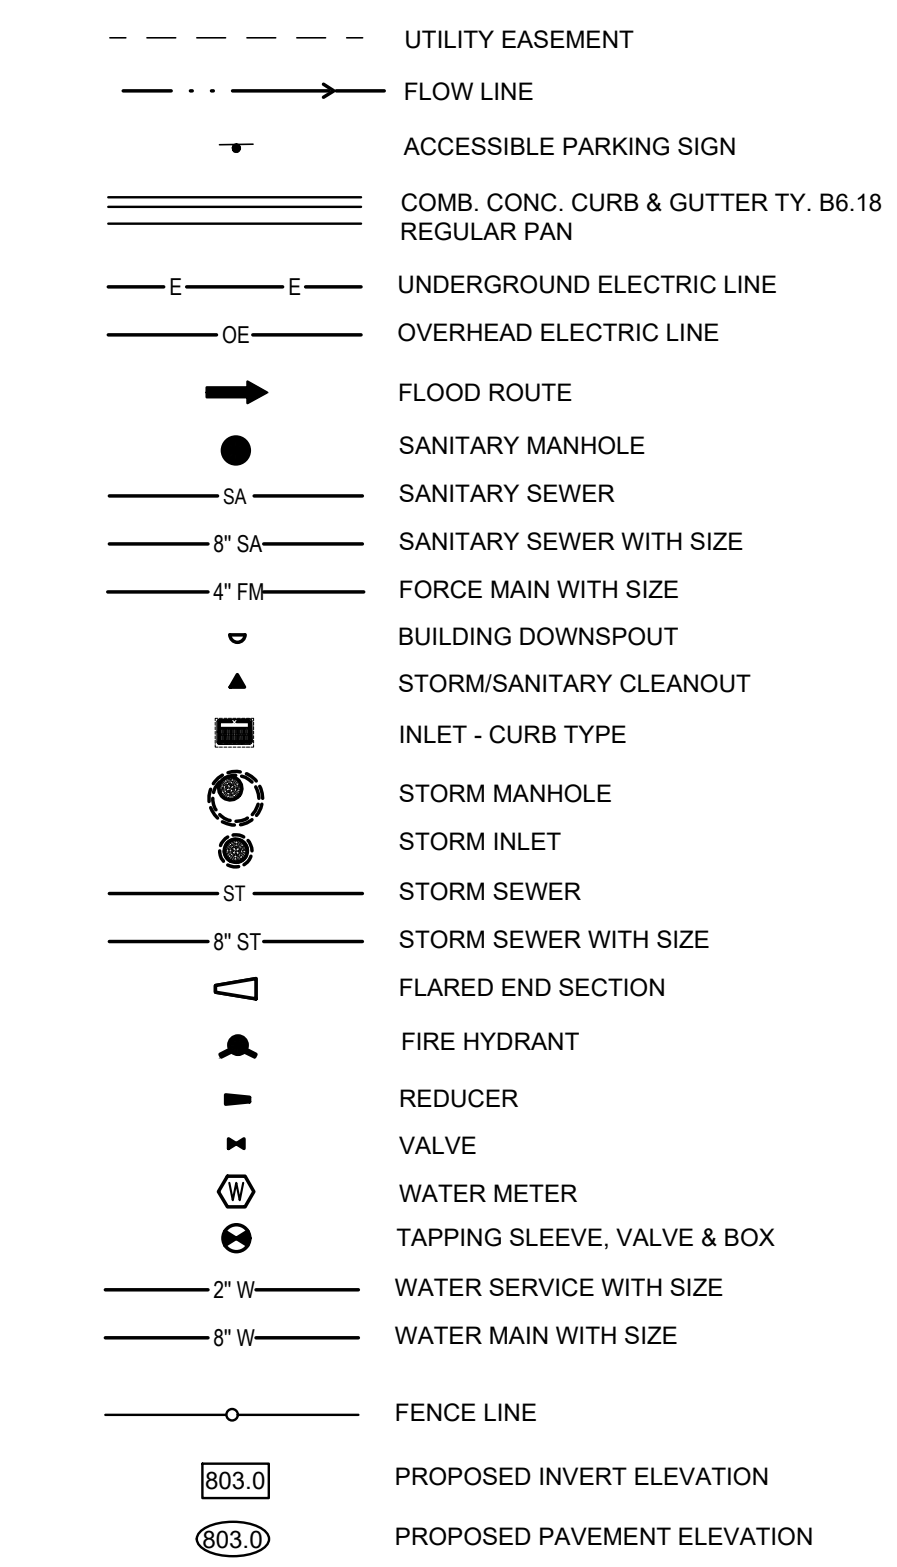 UTILITY EASEMENT
FLOW LINE
ACCESSIBLE PARKING SIGN
COMB. CONC. CURB & GUTTER TY. B6.18
REGULAR PAN
E E UNDERGROUND ELECTRIC LINE
OE OVERHEAD ELECTRIC LINE
FLOOD ROUTE
SANITARY MANHOLE
SA SANITARY SEWER
8" SA SANITARY SEWER WITH SIZE
4" FM FORCE MAIN WITH SIZE
BUILDING DOWNSPOUT
STORM/SANITARY CLEANOUT
INLET - CURB TYPE
STORM MANHOLE
STORM INLET
ST STORM SEWER
8" ST STORM SEWER WITH SIZE
FLARED END SECTION
FIRE HYDRANT
REDUCER
VALVE
W WATER METER
TAPPING SLEEVE, VALVE & BOX
2" W WATER SERVICE WITH SIZE
8" W WATER MAIN WITH SIZE
FENCE LINE
803.0 PROPOSED INVERT ELEVATION
803.0 PROPOSED PAVEMENT ELEVATION